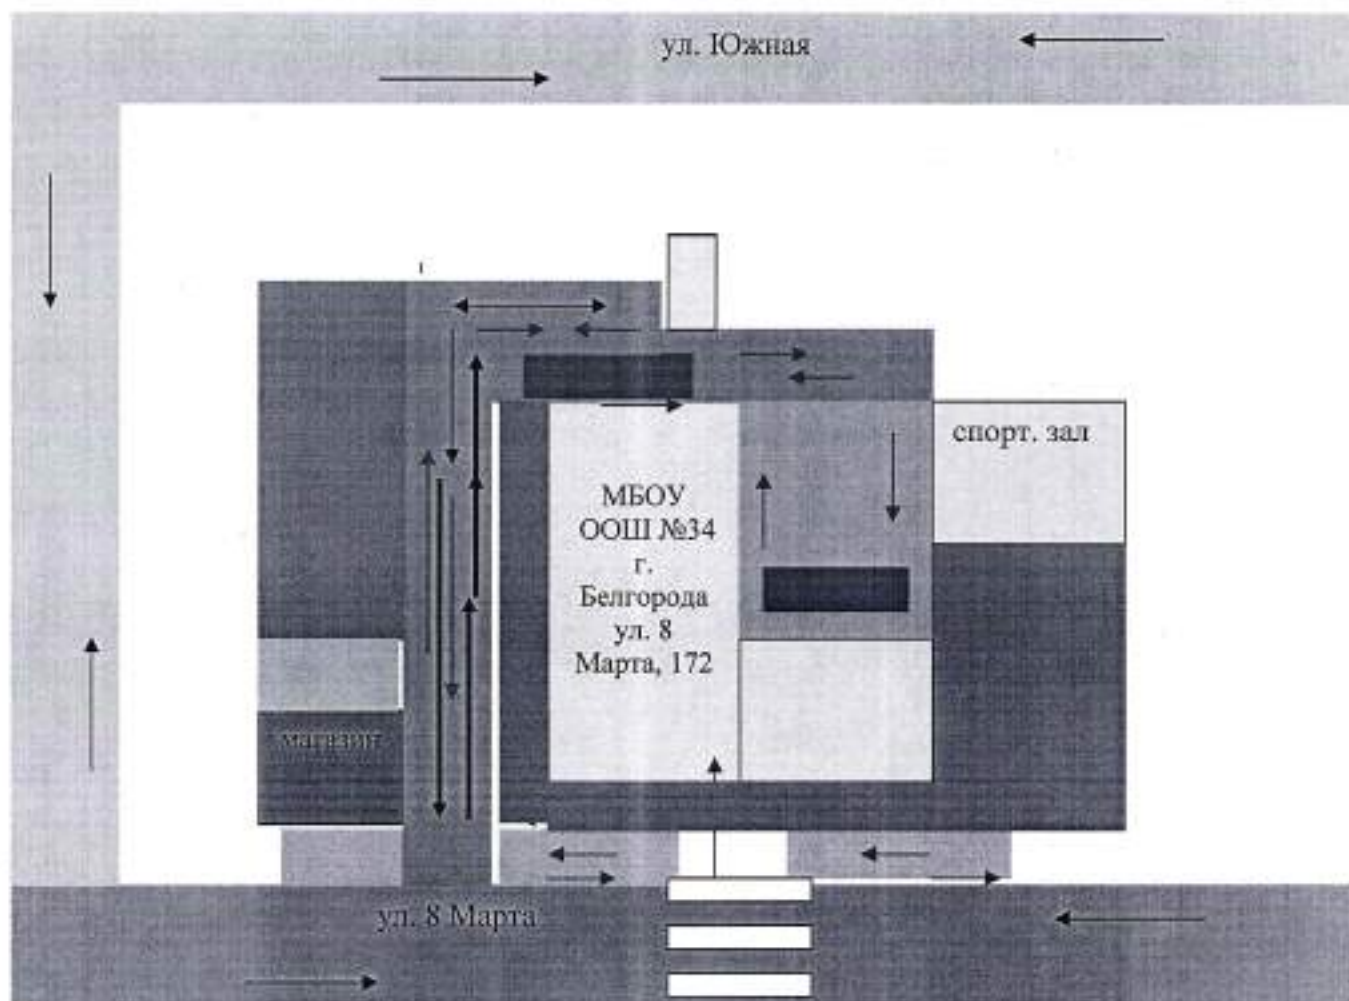 ул. Южная
спорт. зал
МБОУ
ООШ №34
г.
Белгорода
ул. 8
Марта, 172
магазин
ул. 8 Марта